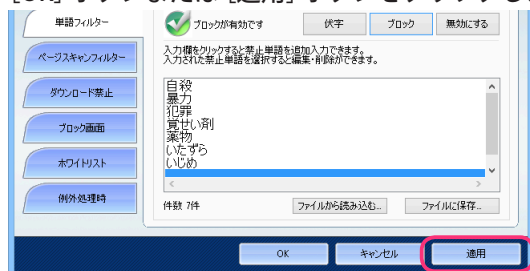 単語フィルター
ブロックが有効です
伏字
ブロック
無効にする
ページスキャンフィルター
入力欄をクリックすると禁止単語を追加入力できます。
入力された禁止単語を選択すると編集・削除ができます。
ダウンロード禁止
自殺
暴力
犯罪
覚せい剤
薬物
いたずら
いじめ
ブロック画面
ホワイトリスト
例外処理時
件数 7件
ファイルから読み込む...
ファイルに保存...
OK
キャンセル
適用